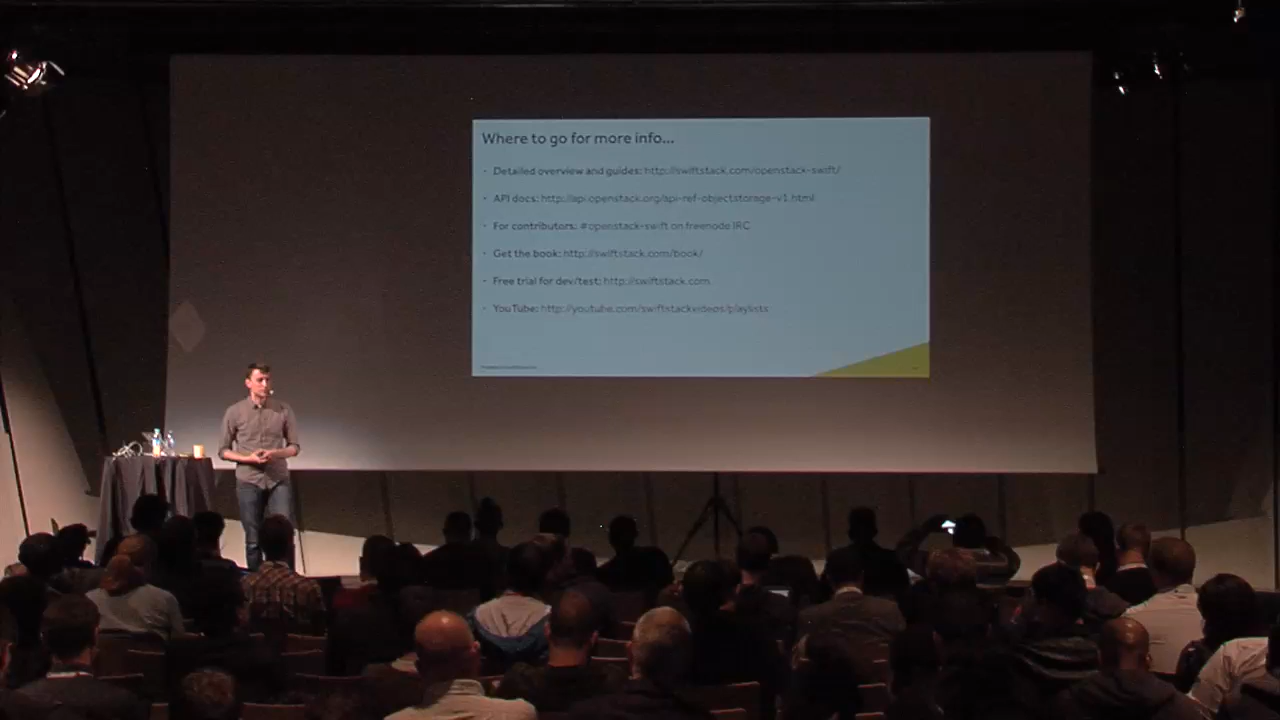 Where to go for more info...
· Detailed overview and guides: http://swiftstack.com/openstack-swift/
· API docs: http://api.openstack.org/api-ref-objectstorage-v1.html
· For contributors: #openstack-swift on freenode IRC
· Get the book: http://swiftstack.com/book/
· Free trial for dev/test: http://swiftstack.com
· YouTube: http://youtube.com/swiftstackvideos/playlists